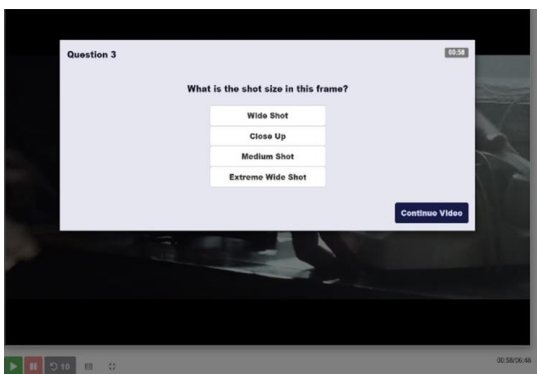 Question 3
00:58
What is the shot size in this frame?
Wide Shot
Close Up
Medium Shot
Extreme Wide Shot
Continue Video
10
00:58/06:46